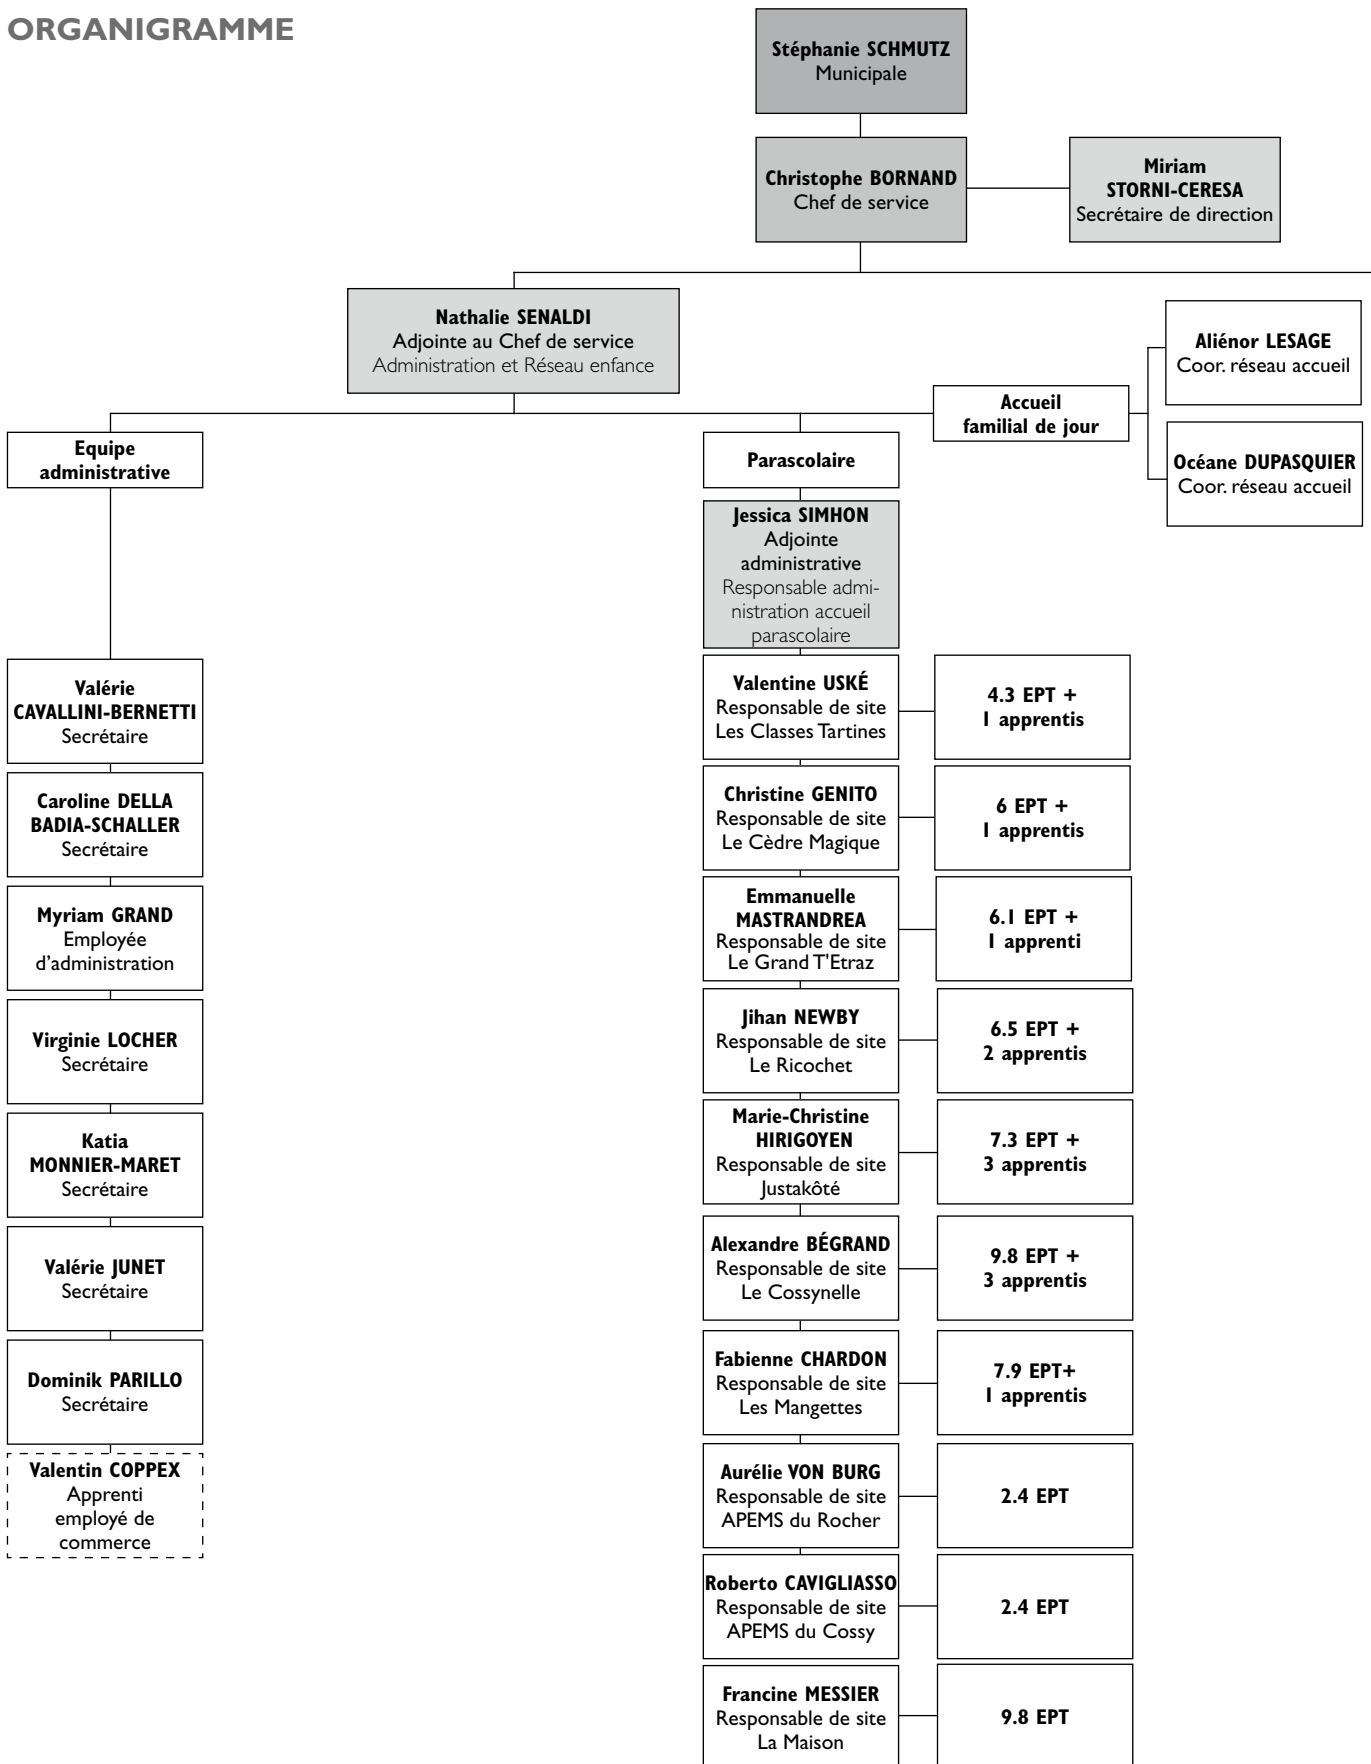 ORGANIGRAMME
Stéphanie SCHMUTZ
Municipale
Christophe BORNAND
Chef de service
Miriam
STORNI-CERESA
Secrétaire de direction
Nathalie SENALDI
Adjointe au Chef de service
Administration et Réseau enfance
Aliénor LESAGE
Coor. réseau accueil
Accueil
familial de jour
Océane DUPASQUIER
Coor. réseau accueil
Equipe
administrative
Valérie
CAVALLINI-BERNETTI
Secrétaire
Caroline DELLA
BADIA-SCHALLER
Secrétaire
Myriam GRAND
Employée
d'administration
Virginie LOCHER
Secrétaire
Katia
MONNIER-MARET
Secrétaire
Valérie JUNET
Secrétaire
Dominik PARILLO
Secrétaire
Valentin COPPEX
Apprenti
employé de
commerce
Parascolaire
Jessica SIMHON
Adjointe
administrative
Responsable admi-
nistration accueil
parascolaire
Valentine USKÉ
Responsable de site
Les Classes Tartines
4.3 EPT +
1 apprentis
Christine GENITO
Responsable de site
Le Cèdre Magique
6 EPT +
1 apprentis
Emmanuelle
MASTRANDREA
Responsable de site
Le Grand T'Etraz
6.1 EPT +
1 apprenti
Jihan NEWBY
Responsable de site
Le Ricochet
6.5 EPT +
2 apprentis
Marie-Christine
HIRIGOYEN
Responsable de site
Justakôté
7.3 EPT +
3 apprentis
Alexandre BÉGRAND
Responsable de site
Le Cossynelle
9.8 EPT +
3 apprentis
Fabienne CHARDON
Responsable de site
Les Mangettes
7.9 EPT+
1 apprentis
Aurélie VON BURG
Responsable de site
APEMS du Rocher
2.4 EPT
Roberto CAVIGLIASSO
Responsable de site
APEMS du Cossy
2.4 EPT
Francine MESSIER
Responsable de site
La Maison
9.8 EPT